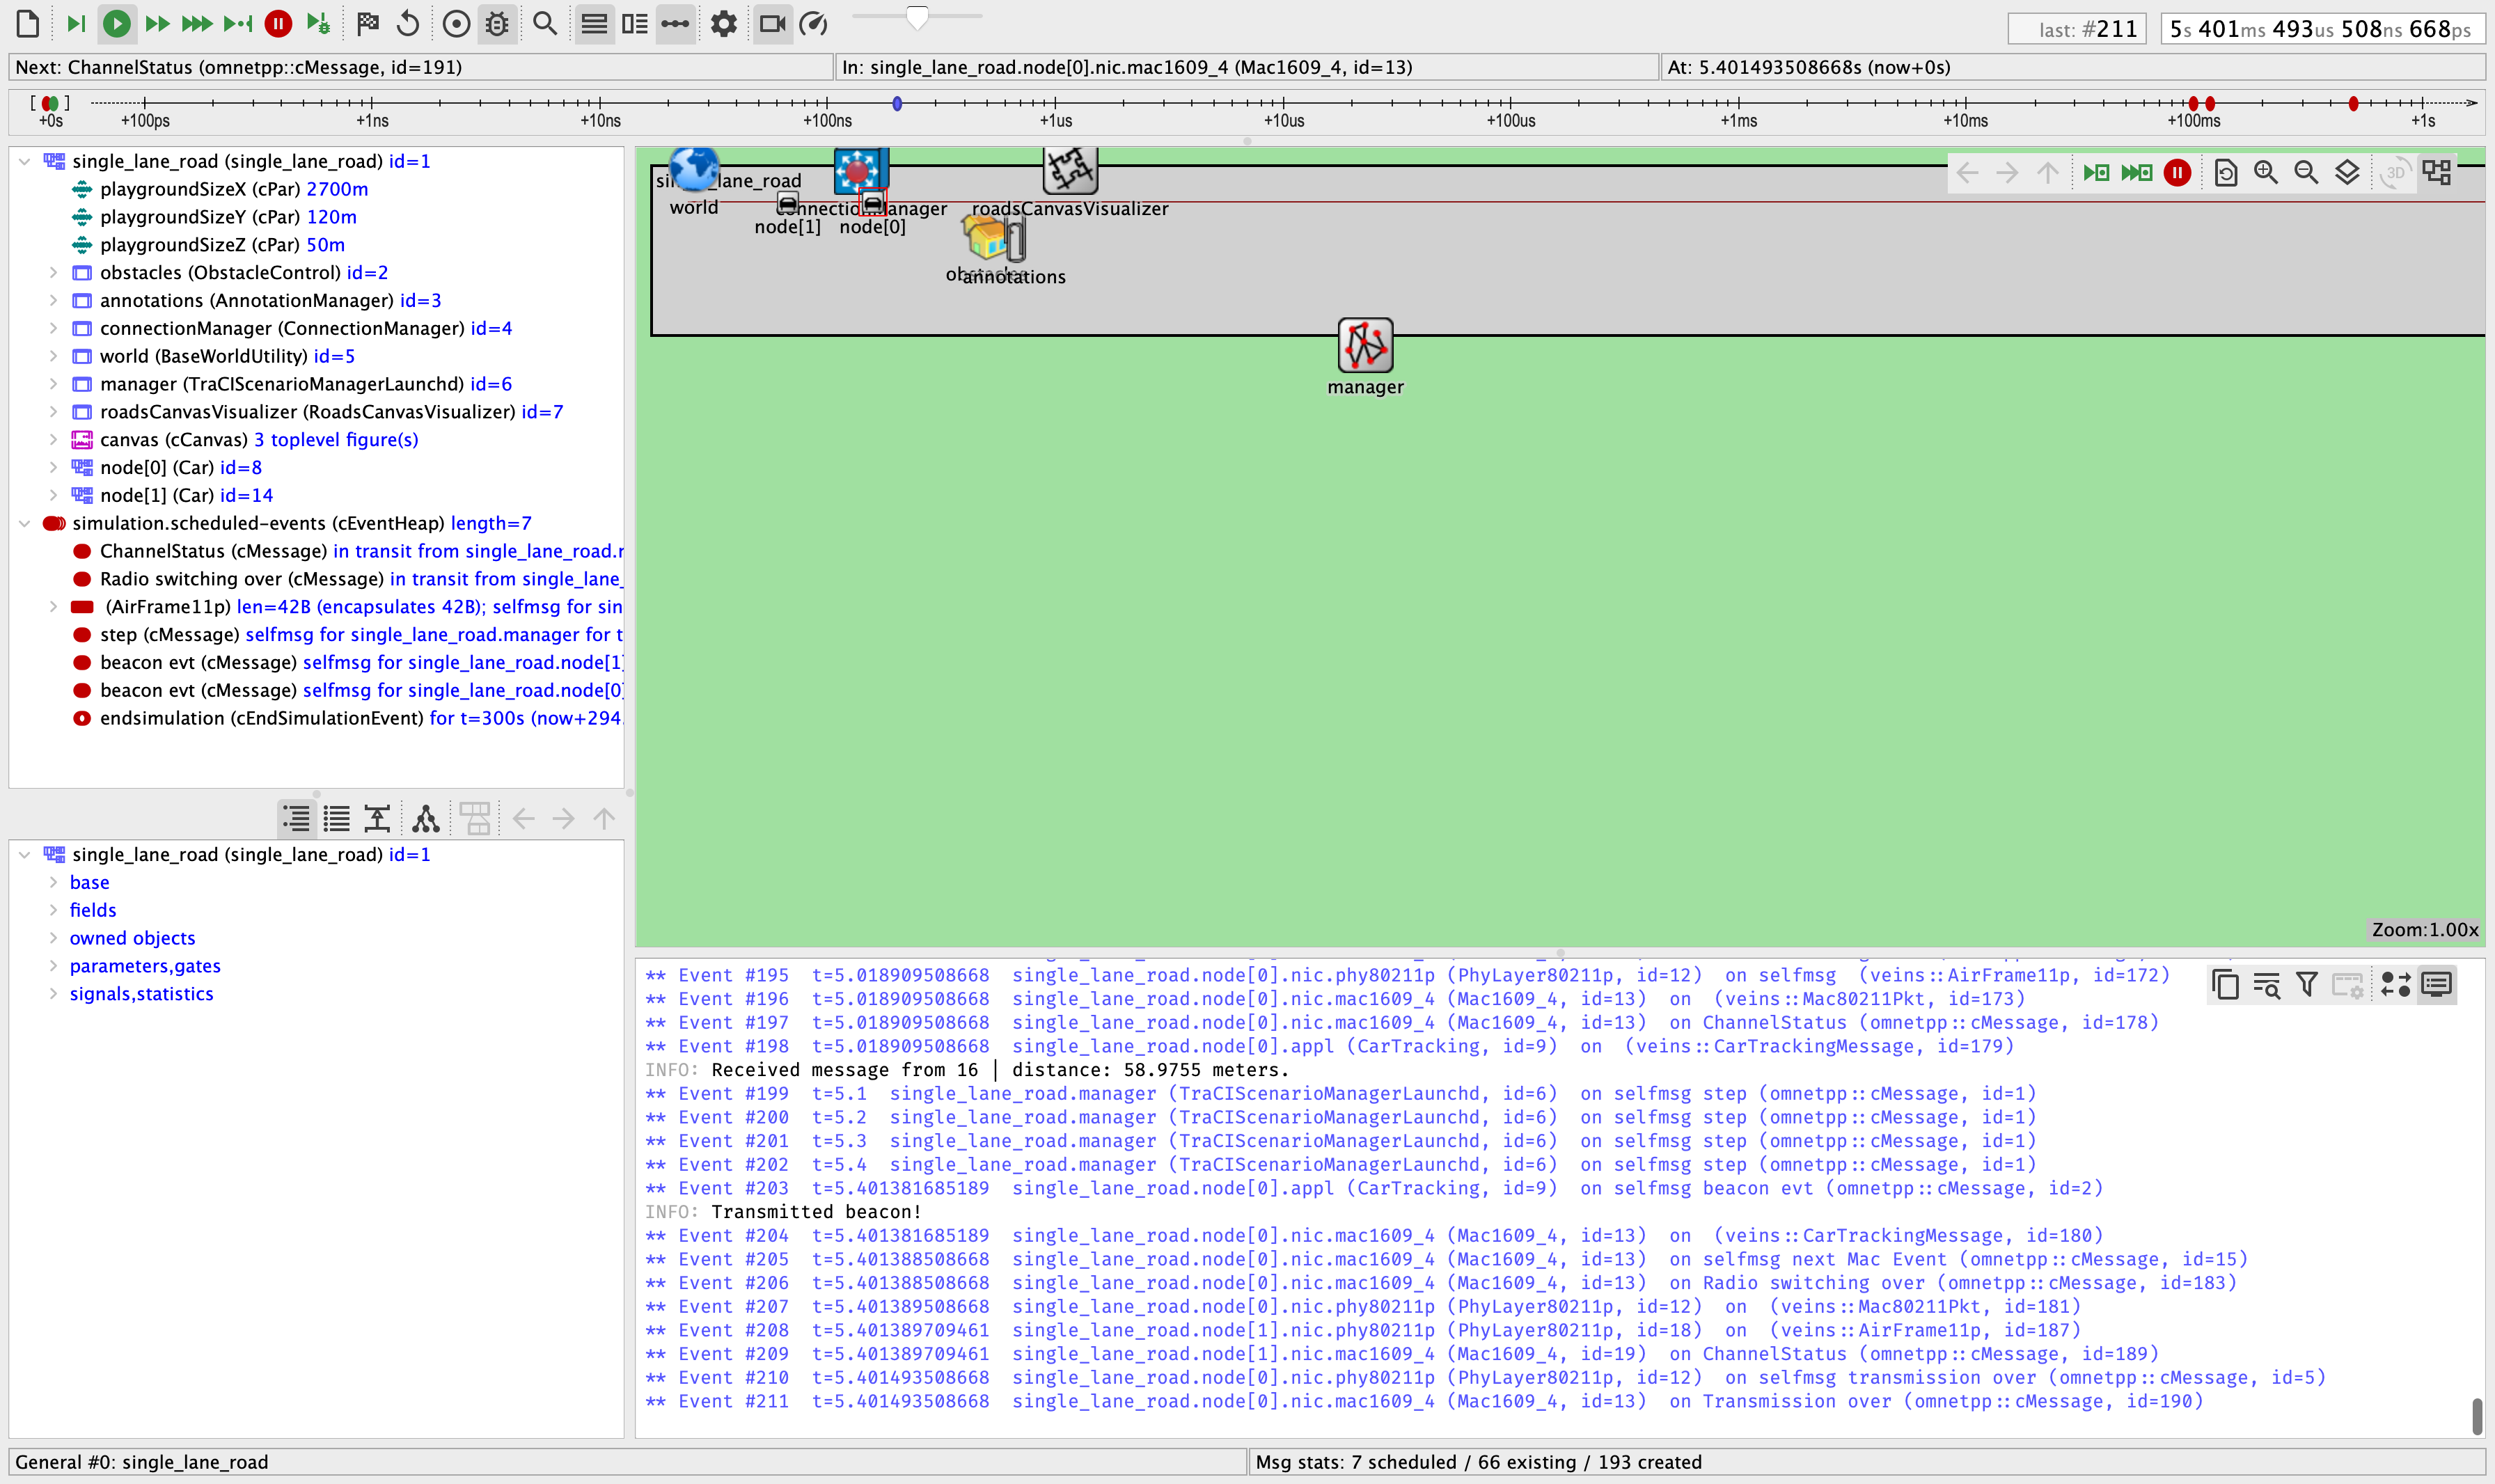 last: #211
5s 401ms 493us 508ns 668ps
Next: ChannelStatus (omnetpp::cMessage, id=191)
In: single_lane_road.node[0].nic.mac1609_4 (Mac1609_4, id=13)
At: 5.401493508668s (now+0s)
[ ]
+0s +100ps +1ns +10ns +100ns +1us +10us +100us +1ms +10ms +100ms +1s
single_lane_road (single_lane_road) id=1
playgroundSizeX (cPar) 2700m
playgroundSizeY (cPar) 120m
playgroundSizeZ (cPar) 50m
obstacles (ObstacleControl) id=2
annotations (AnnotationManager) id=3
connectionManager (ConnectionManager) id=4
world (BaseWorldUtility) id=5
manager (TraCIScenarioManagerLaunchd) id=6
roadsCanvasVisualizer (RoadsCanvasVisualizer) id=7
canvas (cCanvas) 3 toplevel figure(s)
node[0] (Car) id=8
node[1] (Car) id=14
simulation.scheduled-events (cEventHeap) length=7
ChannelStatus (cMessage) in transit from single_lane_road.r
Radio switching over (cMessage) in transit from single_lane_
(AirFrame11p) len=42B (encapsulates 42B); selfmsg for sin
step (cMessage) selfmsg for single_lane_road.manager for t
beacon evt (cMessage) selfmsg for single_lane_road.node[1]
beacon evt (cMessage) selfmsg for single_lane_road.node[0]
endsimulation (cEndSimulationEvent) for t=300s (now+294.
single_lane_road (single_lane_road) id=1
base
fields
owned objects
parameters,gates
signals,statistics
lane_road
world
roadsCanvasVisualizer
node[1]
node[0]
annotations
manager
3D
Zoom:1.00x
** Event #195 t=5.018909508668 single_lane_road.node[0].nic.phy80211p (PhyLayer80211p, id=12) on selfmsg (veins::AirFrame11p, id=172)
** Event #196 t=5.018909508668 single_lane_road.node[0].nic.mac1609_4 (Mac1609_4, id=13) on (veins::Mac80211Pkt, id=173)
** Event #197 t=5.018909508668 single_lane_road.node[0].nic.mac1609_4 (Mac1609_4, id=13) on ChannelStatus (omnetpp::cMessage, id=178)
** Event #198 t=5.018909508668 single_lane_road.node[0].appl (CarTracking, id=9) on (veins::CarTrackingMessage, id=179)
INFO: Received message from 16 | distance: 58.9755 meters.
** Event #199 t=5.1 single_lane_road.manager (TraCIScenarioManagerLaunchd, id=6) on selfmsg step (omnetpp::cMessage, id=1)
** Event #200 t=5.2 single_lane_road.manager (TraCIScenarioManagerLaunchd, id=6) on selfmsg step (omnetpp::cMessage, id=1)
** Event #201 t=5.3 single_lane_road.manager (TraCIScenarioManagerLaunchd, id=6) on selfmsg step (omnetpp::cMessage, id=1)
** Event #202 t=5.4 single_lane_road.manager (TraCIScenarioManagerLaunchd, id=6) on selfmsg step (omnetpp::cMessage, id=1)
** Event #203 t=5.401381685189 single_lane_road.node[0].appl (CarTracking, id=9) on selfmsg beacon evt (omnetpp::cMessage, id=2)
INFO: Transmitted beacon!
** Event #204 t=5.401381685189 single_lane_road.node[0].nic.mac1609_4 (Mac1609_4, id=13) on (veins::CarTrackingMessage, id=180)
** Event #205 t=5.401388508668 single_lane_road.node[0].nic.mac1609_4 (Mac1609_4, id=13) on selfmsg next Mac Event (omnetpp::cMessage, id=15)
** Event #206 t=5.401388508668 single_lane_road.node[0].nic.mac1609_4 (Mac1609_4, id=13) on Radio switching over (omnetpp::cMessage, id=183)
** Event #207 t=5.401389508668 single_lane_road.node[0].nic.phy80211p (PhyLayer80211p, id=12) on (veins::Mac80211Pkt, id=181)
** Event #208 t=5.401389709461 single_lane_road.node[1].nic.phy80211p (PhyLayer80211p, id=18) on (veins::AirFrame11p, id=187)
** Event #209 t=5.401389709461 single_lane_road.node[1].nic.mac1609_4 (Mac1609_4, id=19) on ChannelStatus (omnetpp::cMessage, id=189)
** Event #210 t=5.401493508668 single_lane_road.node[0].nic.phy80211p (PhyLayer80211p, id=12) on selfmsg transmission over (omnetpp::cMessage, id=5)
** Event #211 t=5.401493508668 single_lane_road.node[0].nic.mac1609_4 (Mac1609_4, id=13) on Transmission over (omnetpp::cMessage, id=190)
General #0: single_lane_road
Msg stats: 7 scheduled / 66 existing / 193 created